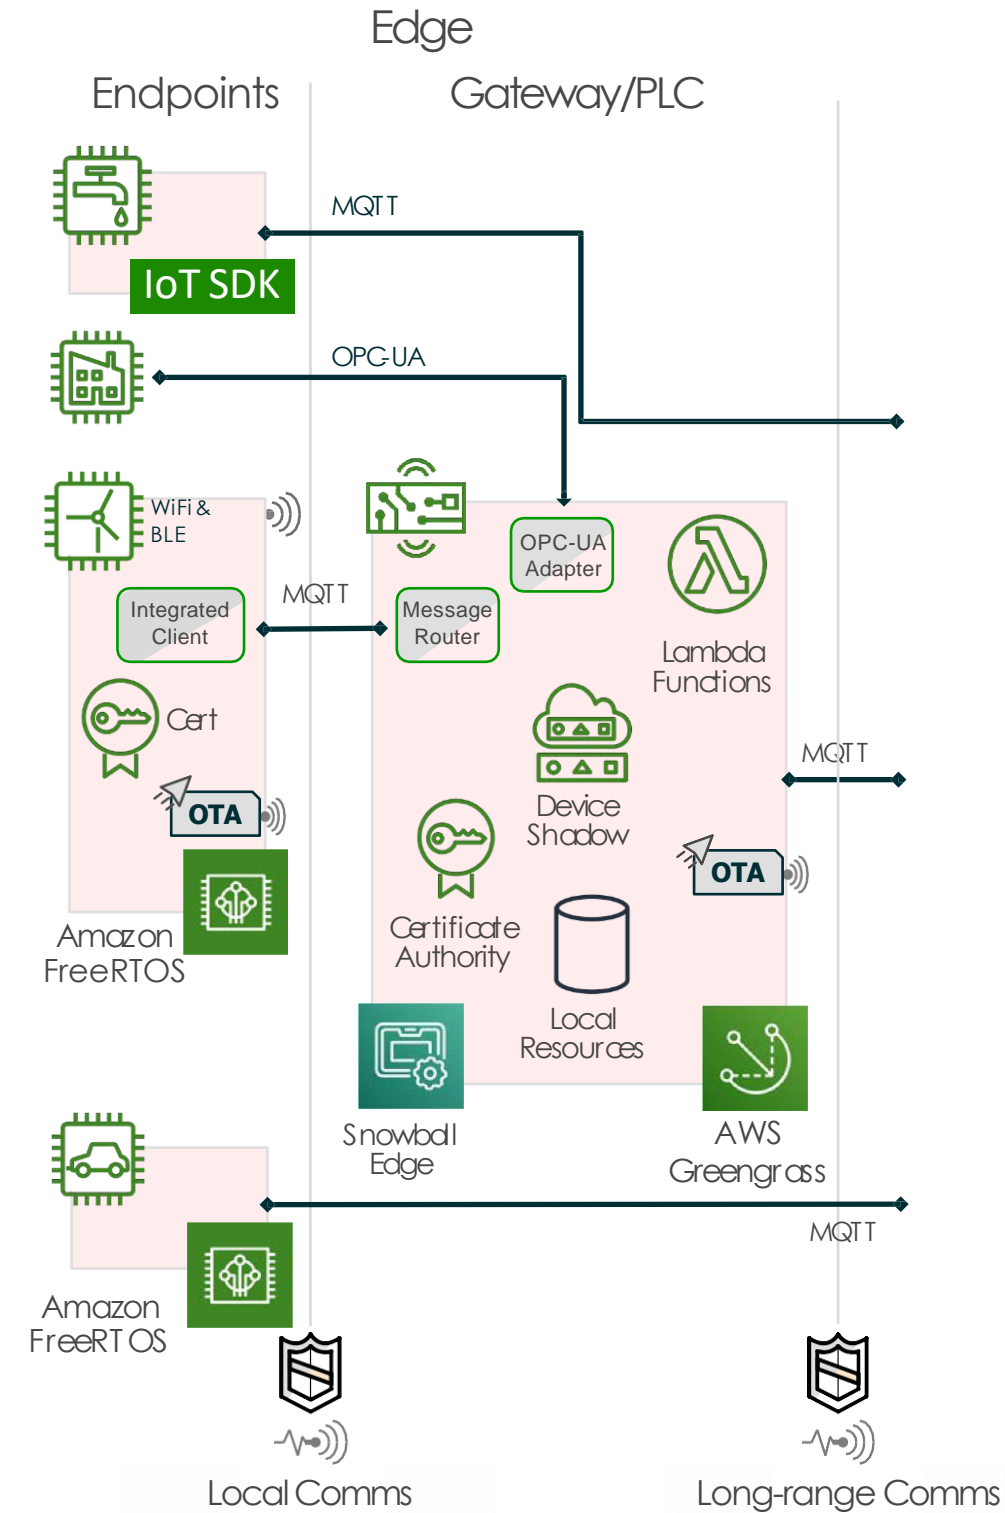 Edge
Endpoints
Gateway/PLC
MQTT
IoT SDK
OPC-UA
WiFi &
BLE
OPC-UA
Adapter
Integrated
Client
MQTT
Message
Router
Lambda
Functions
Cert
MQTT
Device
Shadow
OTA
OTA
Certificate
Authority
Amazon
FreeRTOS
Local
Resources
Snowball
Edge
AWS
Greengrass
MQTT
Amazon
FreeRTOS
Local Comms
Long-range Comms